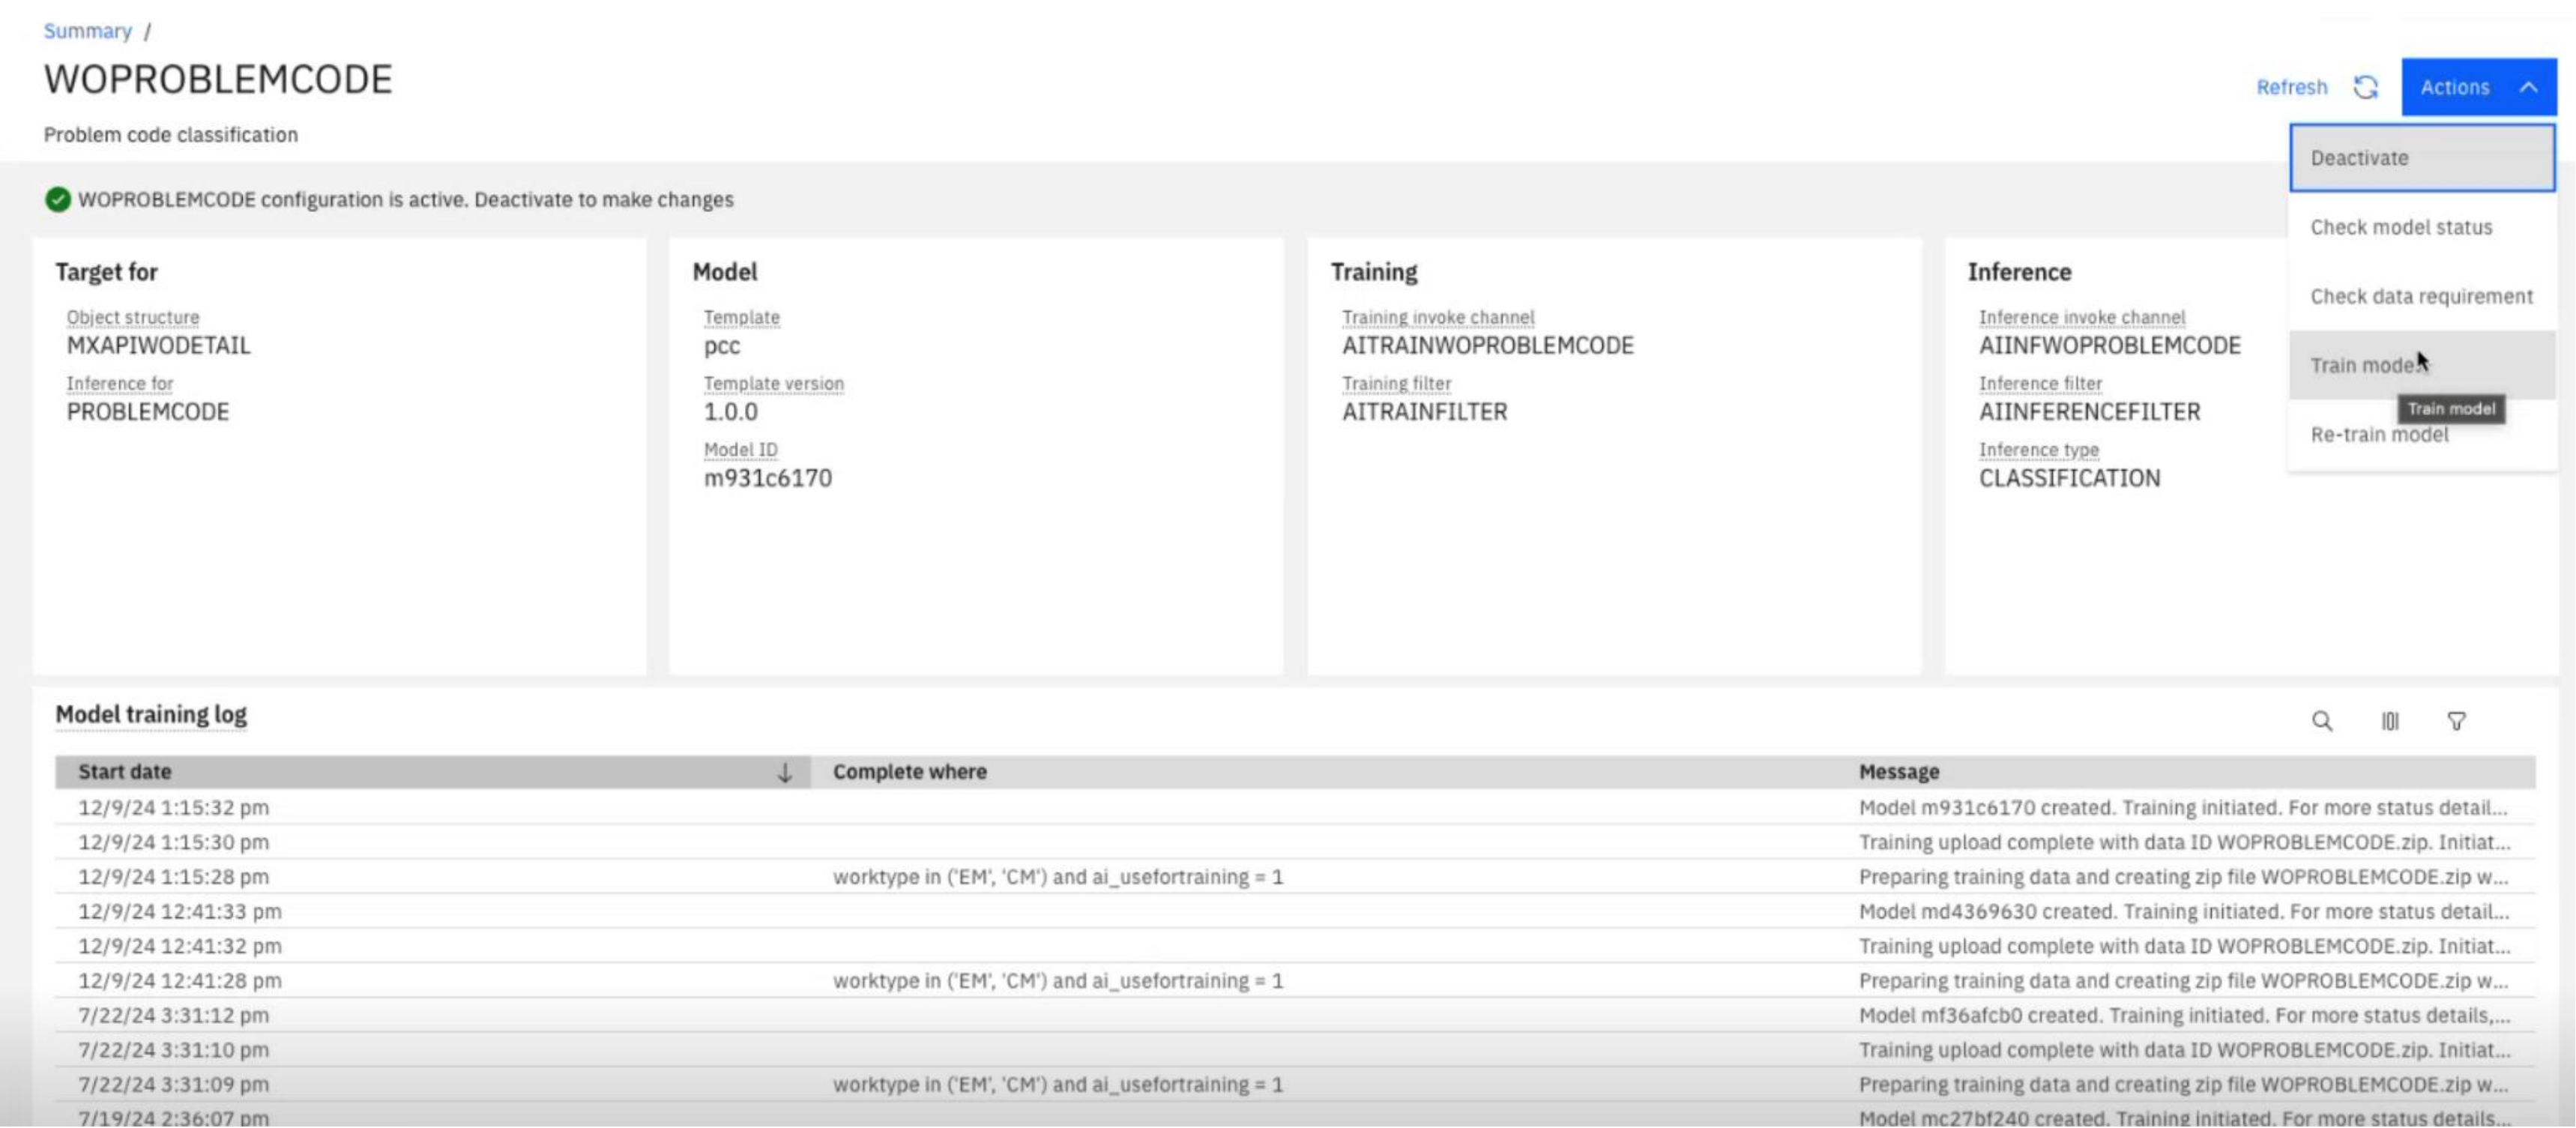 Summary /
WOPROBLEMCODE
Problem code classification
Refresh
Actions
Deactivate
Check model status
Check data requirement
Train model
Train model
Re-train model
WOPROBLEMCODE configuration is active. Deactivate to make changes
Target for
Object structure
MXAPIWODETAIL
Inference for
PROBLEMCODE
Model
Template
pcc
Template version
1.0.0
Model ID
m931c6170
Training
Training invoke channel
AITRAINWOPROBLEMCODE
Training filter
AITRAINFILTER
Inference
Inference invoke channel
AIINFWOPROBLEMCODE
Inference filter
AIINFERENCEFILTER
Inference type
CLASSIFICATION
Model training log
Start date Complete where Message
12/9/24 1:15:32 pm Model m931c6170 created. Training initiated. For more status detail...
12/9/24 1:15:30 pm Training upload complete with data ID WOPROBLEMCODE.zip. Initiat...
12/9/24 1:15:28 pm worktype in ('EM', 'CM') and ai_usefortraining = 1 Preparing training data and creating zip file WOPROBLEMCODE.zip w...
12/9/24 12:41:33 pm Model md4369630 created. Training initiated. For more status detail...
12/9/24 12:41:32 pm Training upload complete with data ID WOPROBLEMCODE.zip. Initiat...
12/9/24 12:41:28 pm worktype in ('EM', 'CM') and ai_usefortraining = 1 Preparing training data and creating zip file WOPROBLEMCODE.zip w...
7/22/24 3:31:12 pm Model mf36afcb0 created. Training initiated. For more status details,...
7/22/24 3:31:10 pm Training upload complete with data ID WOPROBLEMCODE.zip. Initiat...
7/22/24 3:31:09 pm worktype in ('EM', 'CM') and ai_usefortraining = 1 Preparing training data and creating zip file WOPROBLEMCODE.zip w...
7/19/24 2:36:07 pm Model mc27bf240 created. Training initiated. For more status details...